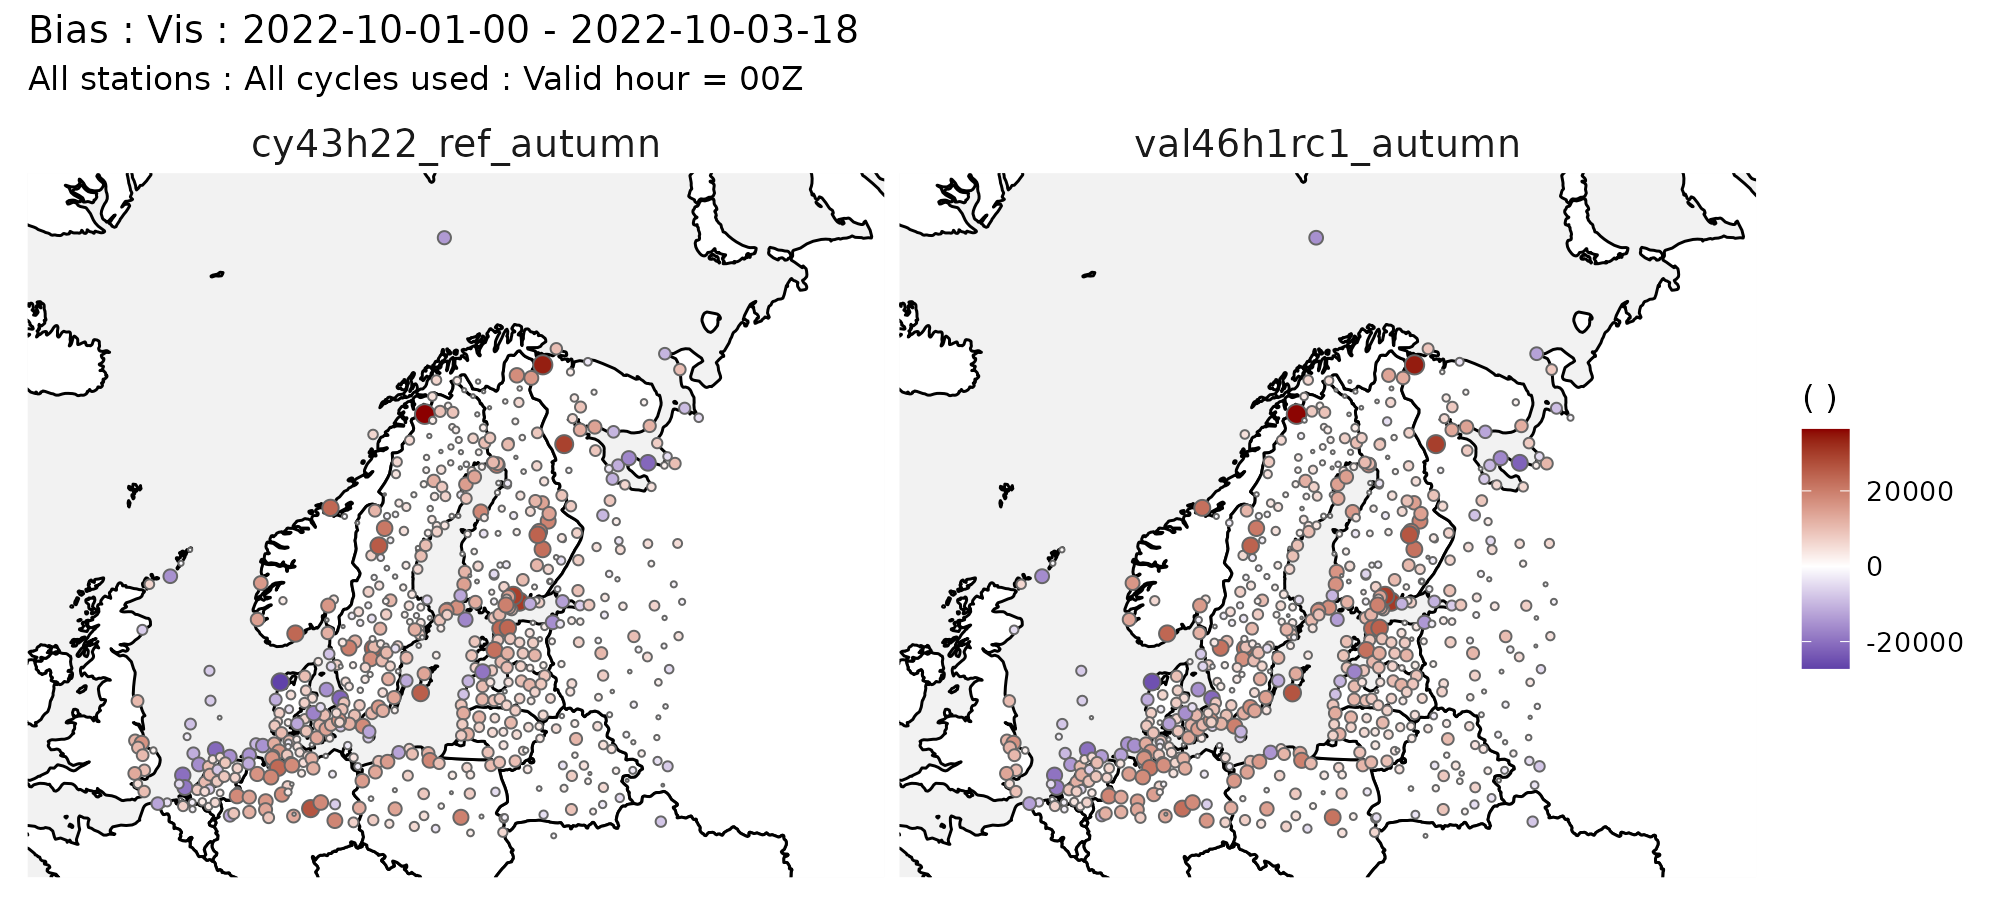 Bias : Vis : 2022-10-01-00 - 2022-10-03-18
All stations : All cycles used : Valid hour = 00Z
cy43h22_ref_autumn
val46h1rc1_autumn
( )
20000
0
-20000